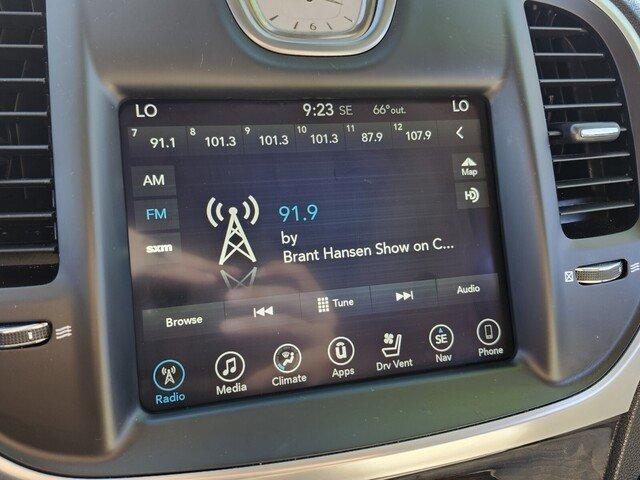 LO 9:23 SE 66° out. LO
7 91.1 8 101.3 9 101.3 10 101.3 11 87.9 12 107.9
AM
Map
FM
HD
91.9
by
sxm
Brant Hansen Show on C...
Browse Tune Audio
Radio Media Climate Apps Drv Vent SE Nav Phone